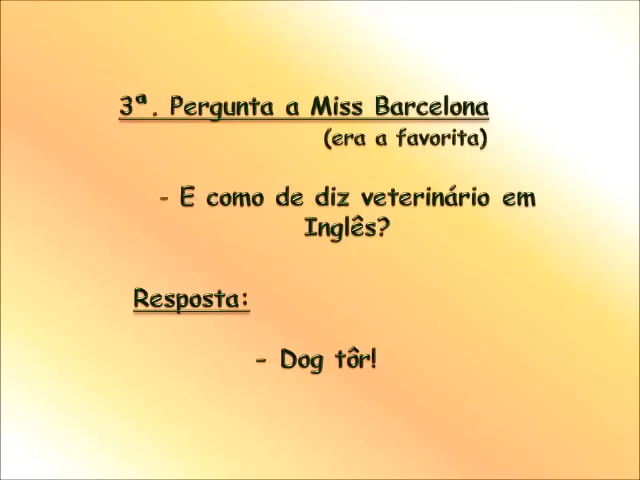 3ª. Pergunta a Miss Barcelona
(era a favorita)
- E como de diz veterinário em
Inglês?
Resposta:
- Dog tôr!